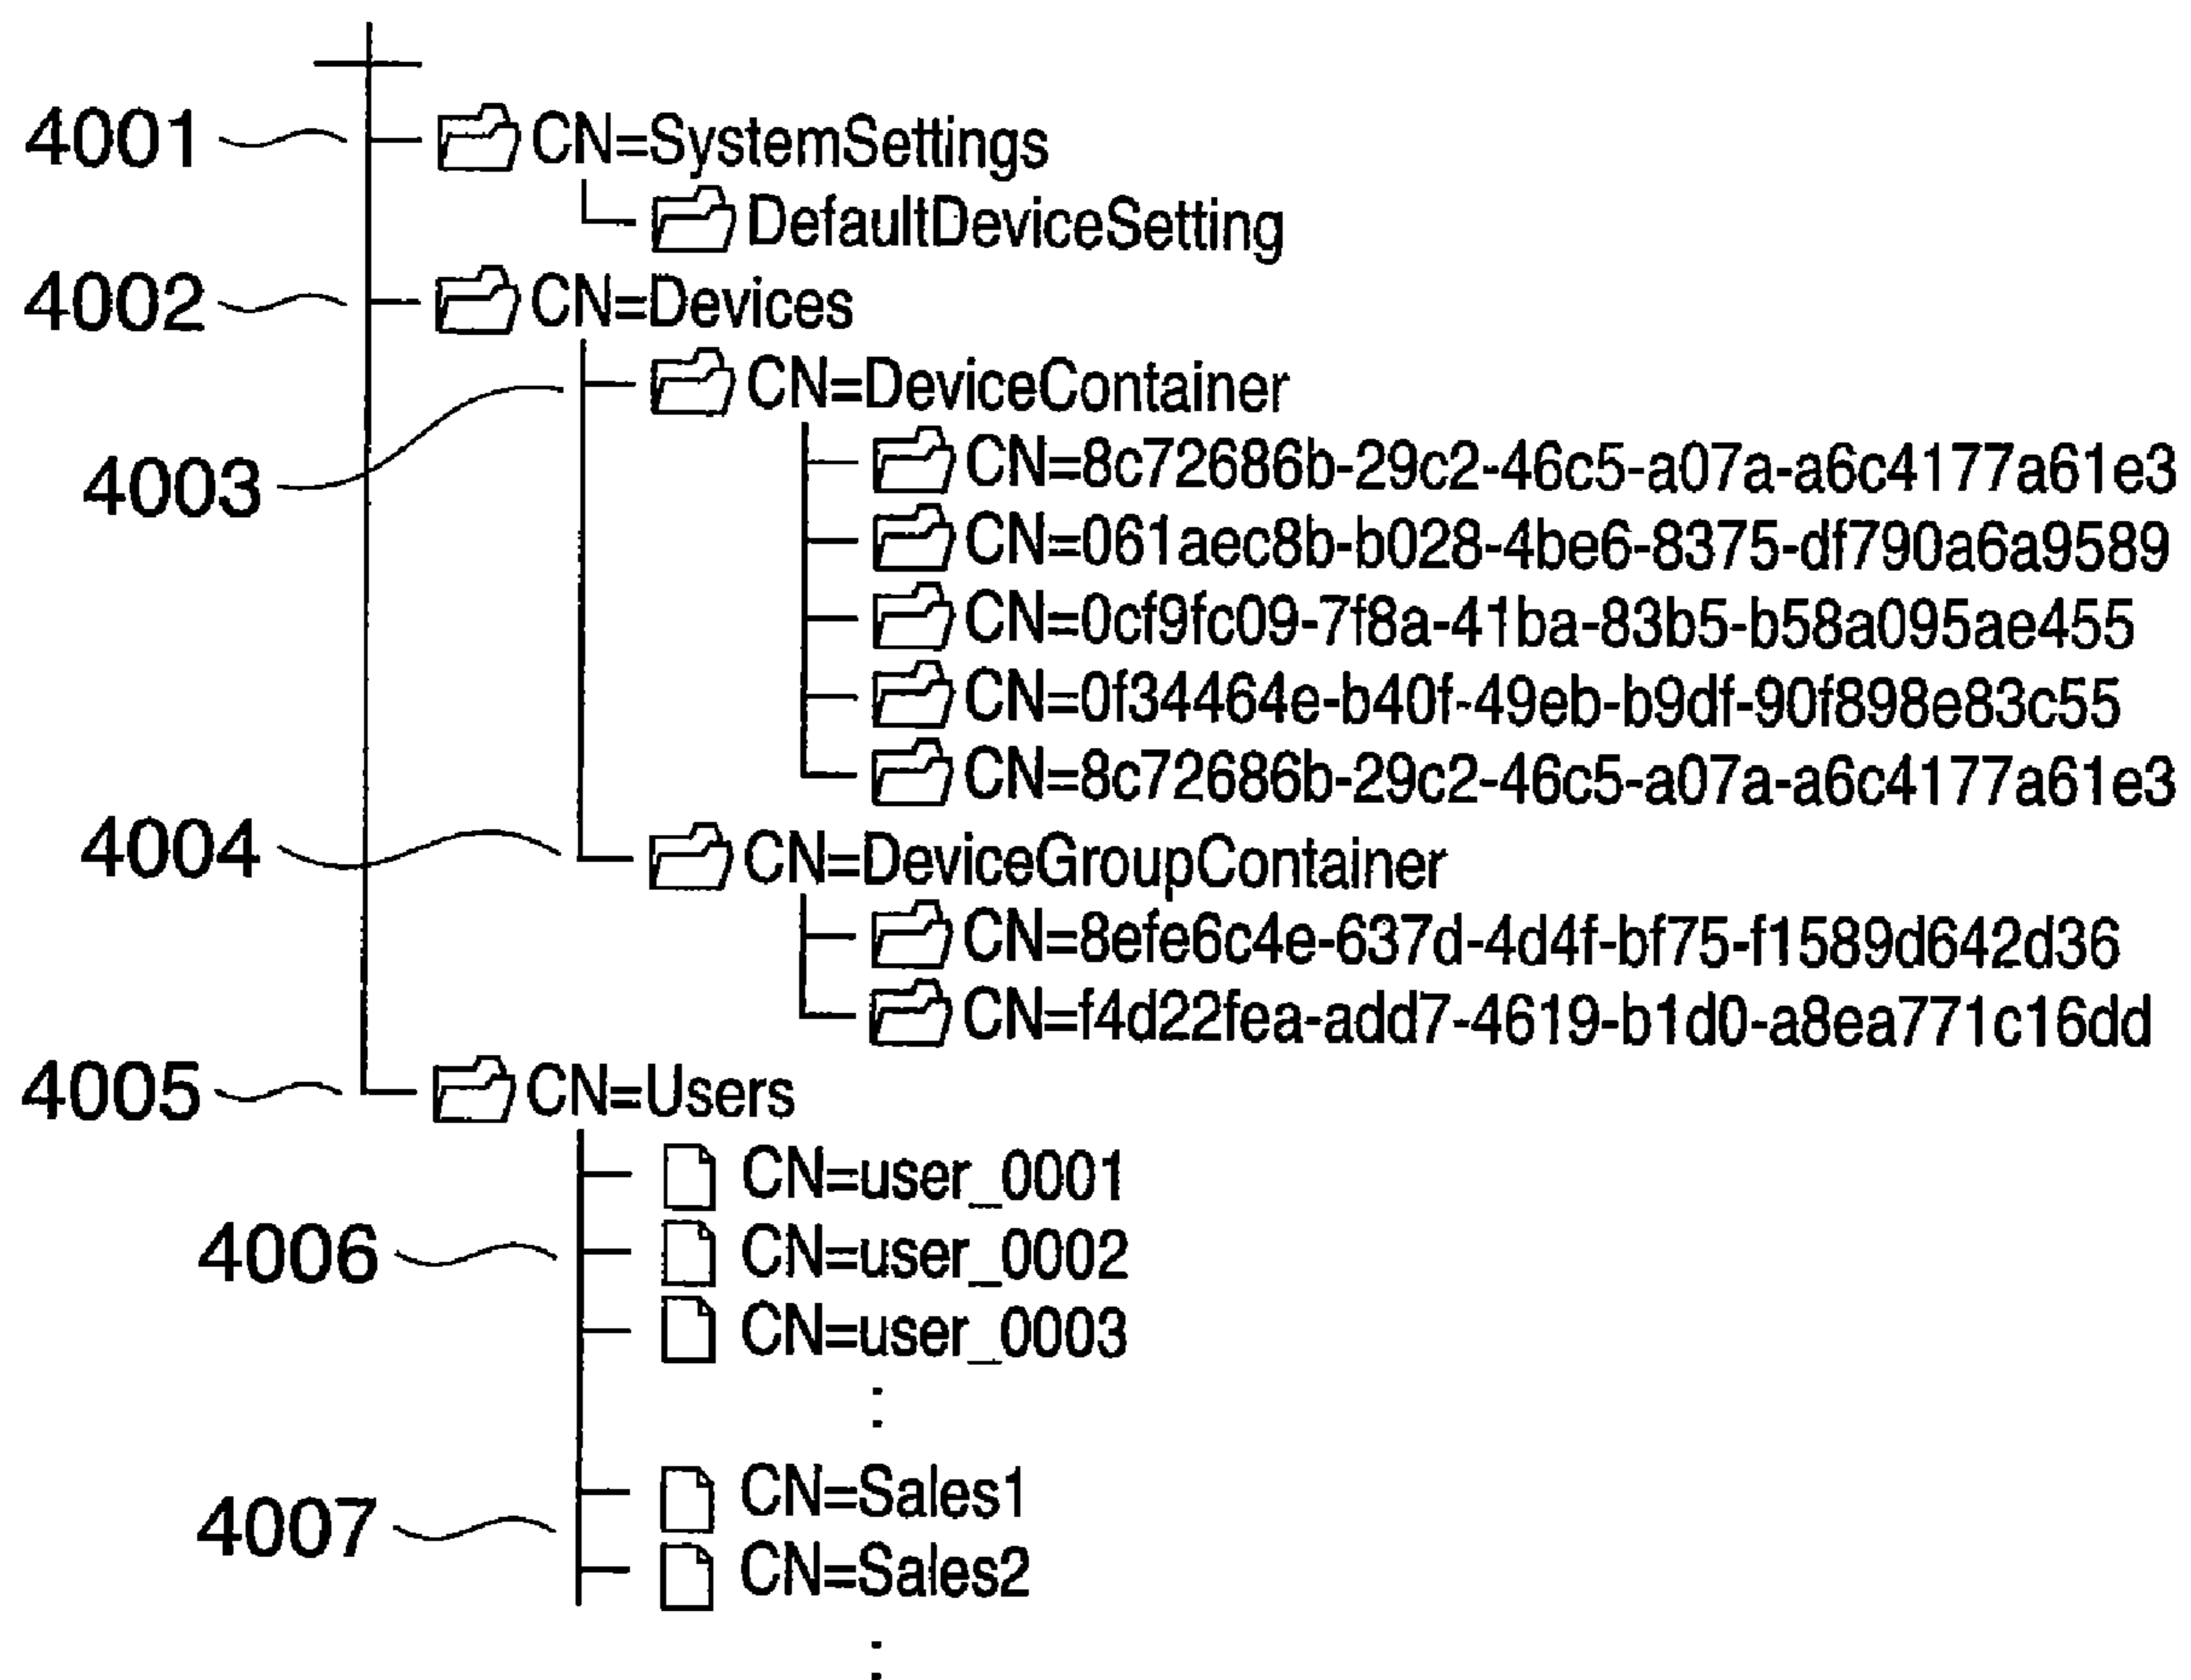 4001 CN=SystemSettings
DefaultDeviceSetting
4002 CN=Devices
CN=DeviceContainer
4003 CN=8c72686b-29c2-46c5-a07a-a6c4177a61e3
CN=061aec8b-b028-4be6-8375-df790a6a9589
CN=0cf9fc09-7f8a-41ba-83b5-b58a095ae455
CN=0f34464e-b40f-49eb-b9df-90f898e83c55
CN=8c72686b-29c2-46c5-a07a-a6c4177a61e3
4004 CN=DeviceGroupContainer
CN=8efe6c4e-637d-4d4f-bf75-f1589d642d36
CN=f4d22fea-add7-4619-b1d0-a8ea771c16dd
4005 CN=Users
CN=user_0001
4006 CN=user_0002
CN=user_0003
:
CN=Sales1
4007
CN=Sales2
: